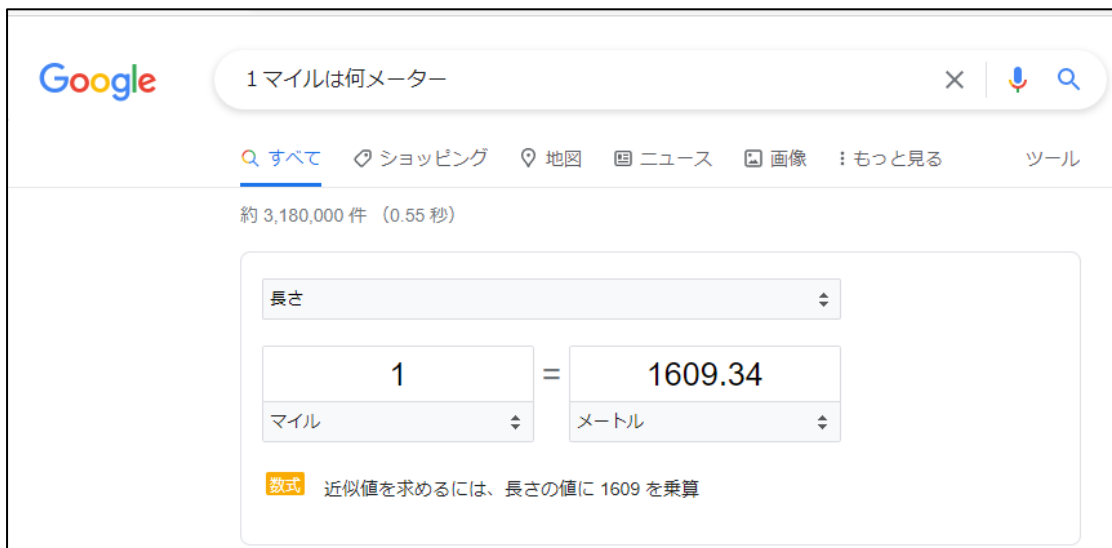 Google
1マイルは何メーター
すべて ショッピング 地図 ニュース 画像 もっと見る ツール
約 3,180,000 件 （0.55 秒）
長さ
1 = 1609.34
マイル メートル
数式 近似値を求めるには、長さの値に 1609 を乗算